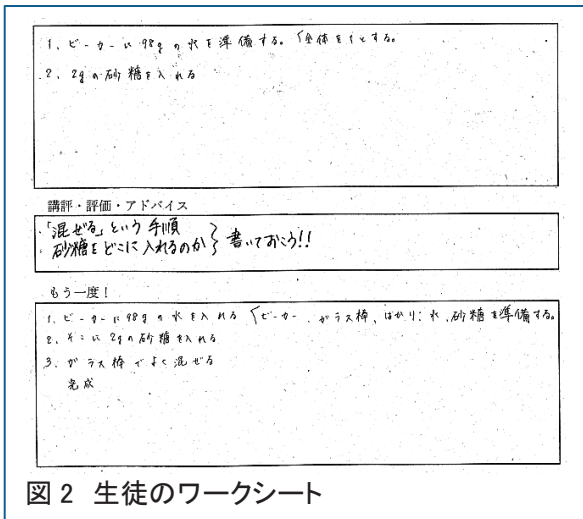 1、ビーカーに98gの水を準備する。「全体を1とする。
2、2gの砂糖を入れる
講評・評価・アドバイス
・「混ぜる」という手順
・砂糖をどこに入れるのか } 書いておこう!!
もう一度！
1、ビーカーに98gの水を入れる「ビーカー、ガラス棒、はかり、水、砂糖を準備する。
2、そこに2gの砂糖を入れる
3、ガラス棒でよく混ぜる
完成
図2 生徒のワークシート